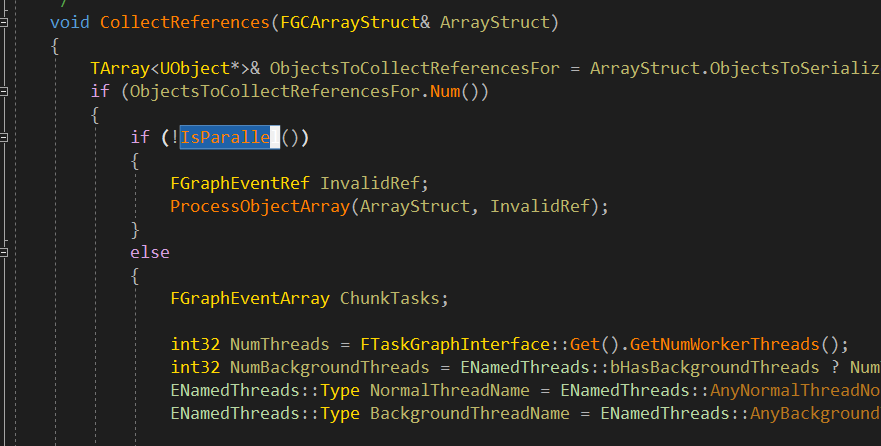 void CollectReferences(FGCArrayStruct& ArrayStruct)
{
TArray<UObject*>& ObjectsToCollectReferencesFor = ArrayStruct.ObjectsToSerializ
if (ObjectsToCollectReferencesFor.Num())
{
if (!IsParallel())
{
FGraphEventRef InvalidRef;
ProcessObjectArray(ArrayStruct, InvalidRef);
}
else
{
FGraphEventArray ChunkTasks;
int32 NumThreads = FTaskGraphInterface::Get().GetNumWorkerThreads();
int32 NumBackgroundThreads = ENamedThreads::bHasBackgroundThreads ? Num
ENamedThreads::Type NormalThreadName = ENamedThreads::AnyNormalThreadNo
ENamedThreads::Type BackgroundThreadName = ENamedThreads::AnyBackground